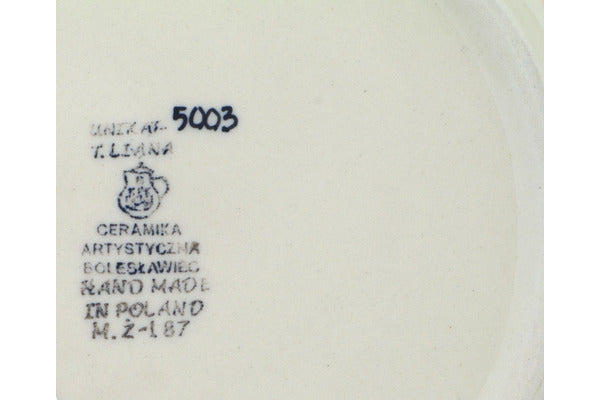 UNIKAT 5003
T. LIANA
CERAMIKA
ARTYSTYCZNA
BOLESŁAWIEC
HAND MADE
IN POLAND
M.Ż-187